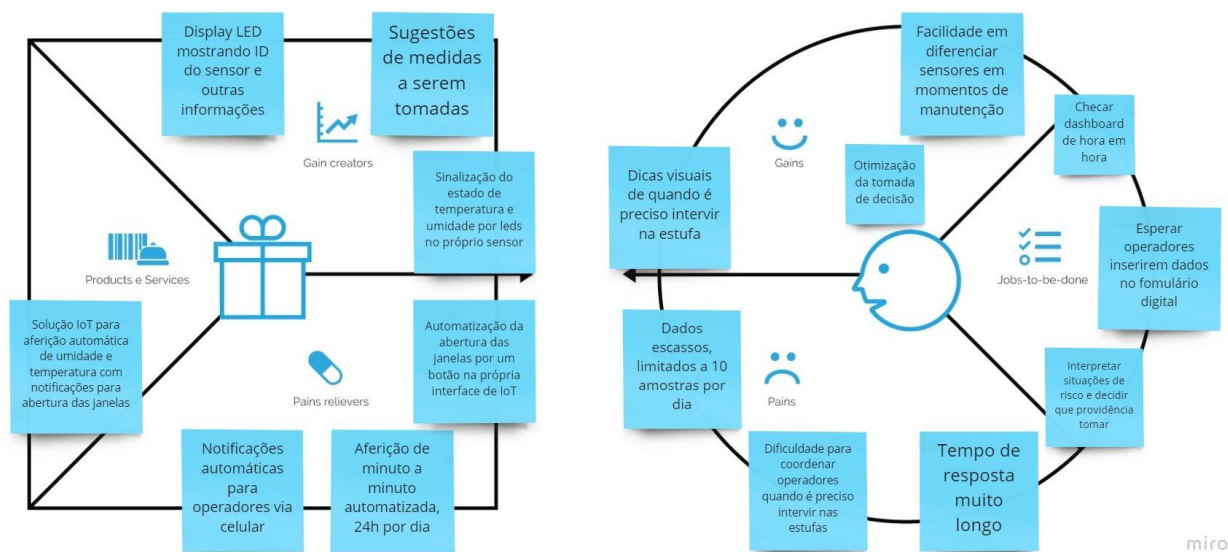 Display LED
mostrando ID
do sensor e
outras
informações
Sugestões
de medidas
a serem
tomadas
Gain creators
Sinalização do
estado de
temperatura e
umidade por leds
no próprio sensor
Products e Services
Solução IoT para
aferição automática
de umidade e
temperatura com
notificações para
abertura das janelas
Automatização da
abertura das
janelas por um
botão na própria
interface de IoT
Pains relievers
Notificações
automáticas
para
operadores via
celular
Aferição de
minuto a
minuto
automatizada,
24h por dia
Facilidade em
diferenciar
sensores em
momentos de
manutenção
Checar
dashboard
de hora em
hora
Gains
Dicas visuais
de quando é
preciso intervir
na estufa
Otimização
da tomada
de decisão
Esperar
operadores
inserirem dados
no fomulário
digital
Jobs-to-be-done
Dados
escassos,
limitados a 10
amostras por
dia
Pains
Interpretar
situações de
risco e decidir
que providência
tomar
Dificuldade para
coordenar
operadores
quando é preciso
intervir nas
estufas
Tempo de
resposta
muito
longo
miro